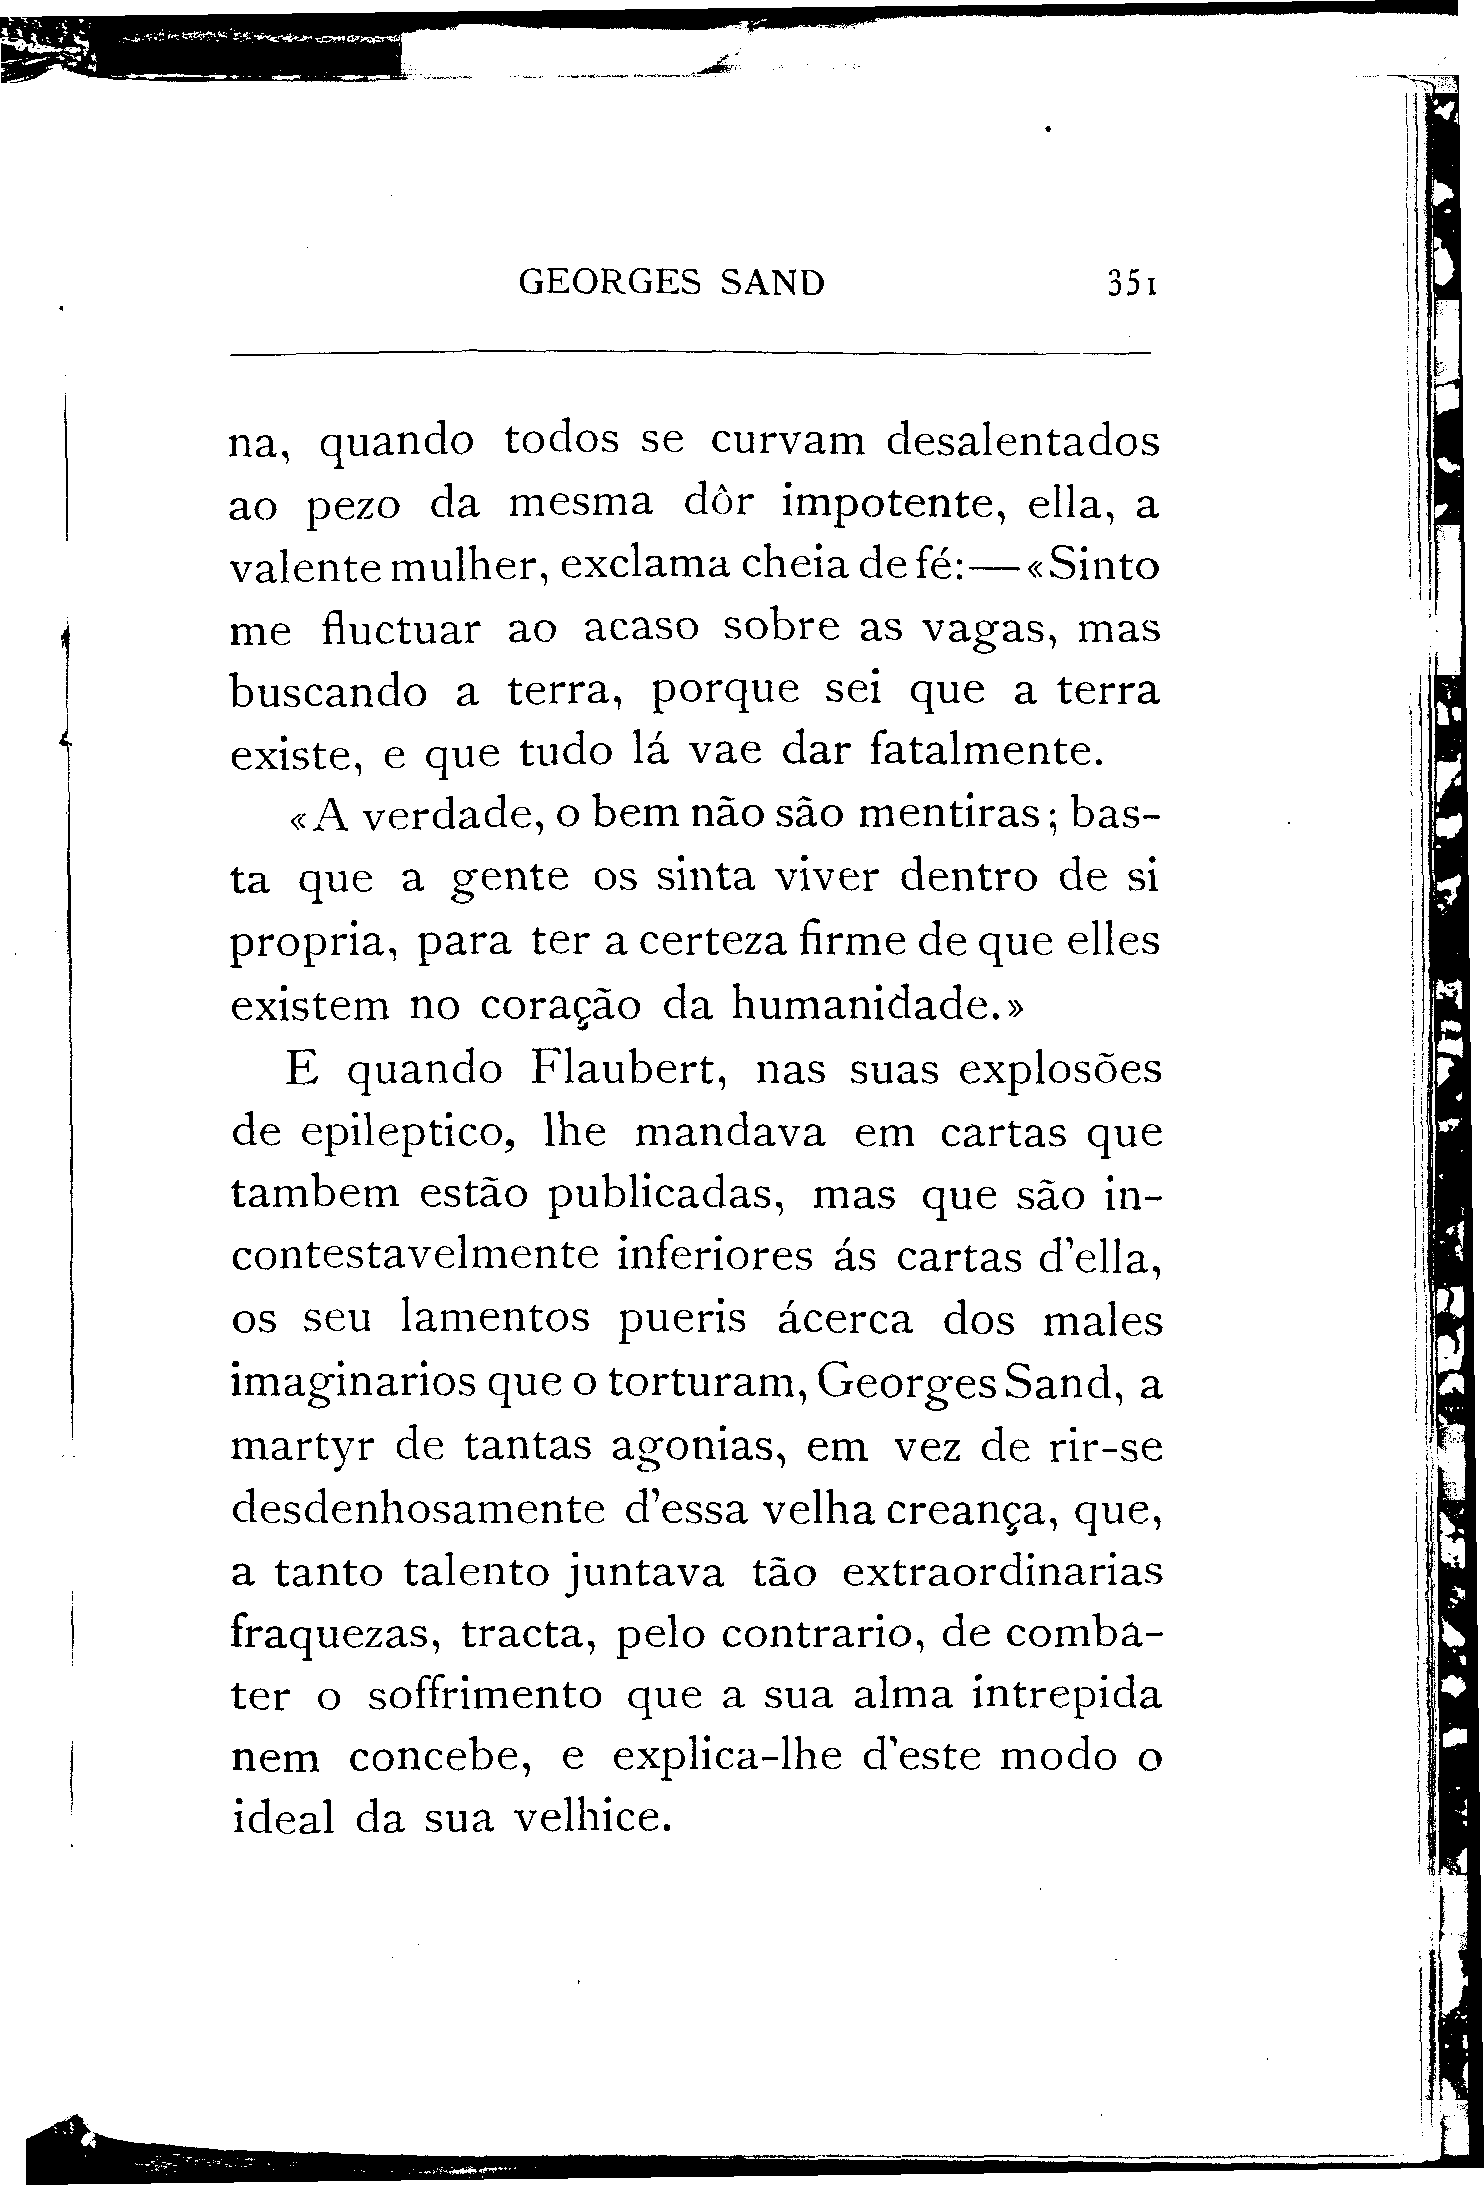 GEORGES SAND 351
na, quando todos se curvam desalentados
ao pezo da mesma dôr impotente, ella, a
valente mulher, exclama cheia de fé:—«Sinto
me fluctuar ao acaso sobre as vagas, mas
buscando a terra, porque sei que a terra
existe, e que tudo lá vae dar fatalmente.
«A verdade, o bem não são mentiras; bas-
ta que a gente os sinta viver dentro de si
propria, para ter a certeza firme de que elles
existem no coração da humanidade.»
E quando Flaubert, nas suas explosões
de epileptico, lhe mandava em cartas que
tambem estão publicadas, mas que são in-
contestavelmente inferiores ás cartas d'ella,
os seu lamentos pueris ácerca dos males
imaginarios que o torturam, Georges Sand, a
martyr de tantas agonias, em vez de rir-se
desdenhosamente d'essa velha creança, que,
a tanto talento juntava tão extraordinarias
fraquezas, tracta, pelo contrario, de comba-
ter o soffrimento que a sua alma intrepida
nem concebe, e explica-lhe d'este modo o
ideal da sua velhice.